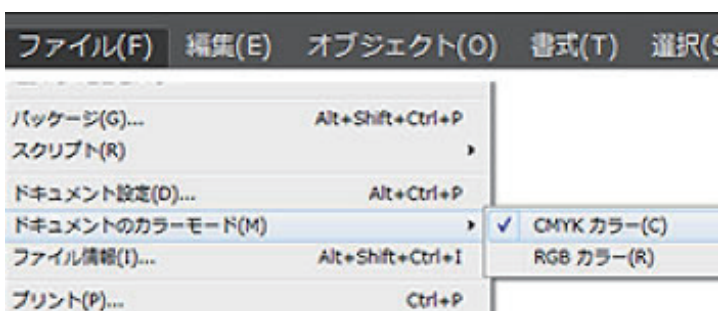 ファイル(F) 編集(E) オブジェクト(O) 書式(T) 選択(S
パッケージ(G)... Alt+Shift+Ctrl+P
スクリプト(R)
ドキュメント設定(D)... Alt+Ctrl+P
ドキュメントのカラーモード(M) ✓ CMYK カラー(C)
ファイル情報(I)... Alt+Shift+Ctrl+I RGB カラー(R)
プリント(P)... Ctrl+P